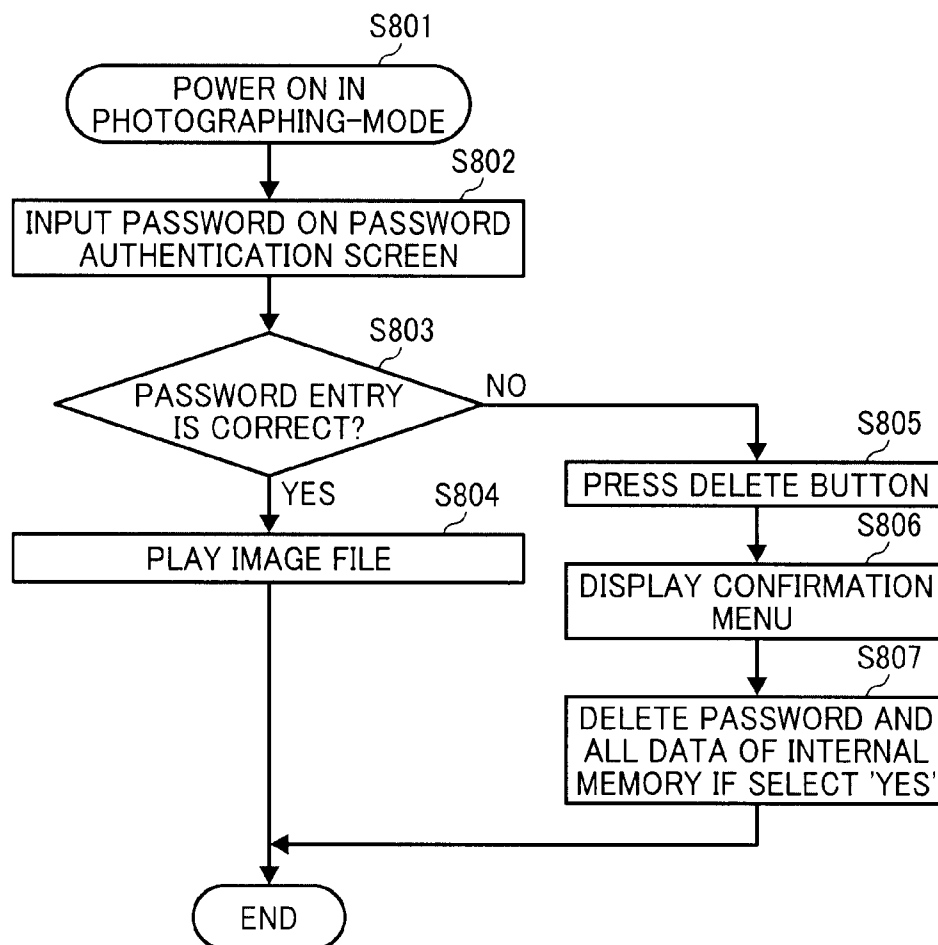 S801
POWER ON IN
PHOTOGRAPHING-MODE
S802
INPUT PASSWORD ON PASSWORD
AUTHENTICATION SCREEN
S803
PASSWORD ENTRY
IS CORRECT?
NO
YES
S804
PLAY IMAGE FILE
S805
PRESS DELETE BUTTON
S806
DISPLAY CONFIRMATION
MENU
S807
DELETE PASSWORD AND
ALL DATA OF INTERNAL
MEMORY IF SELECT 'YES'
END